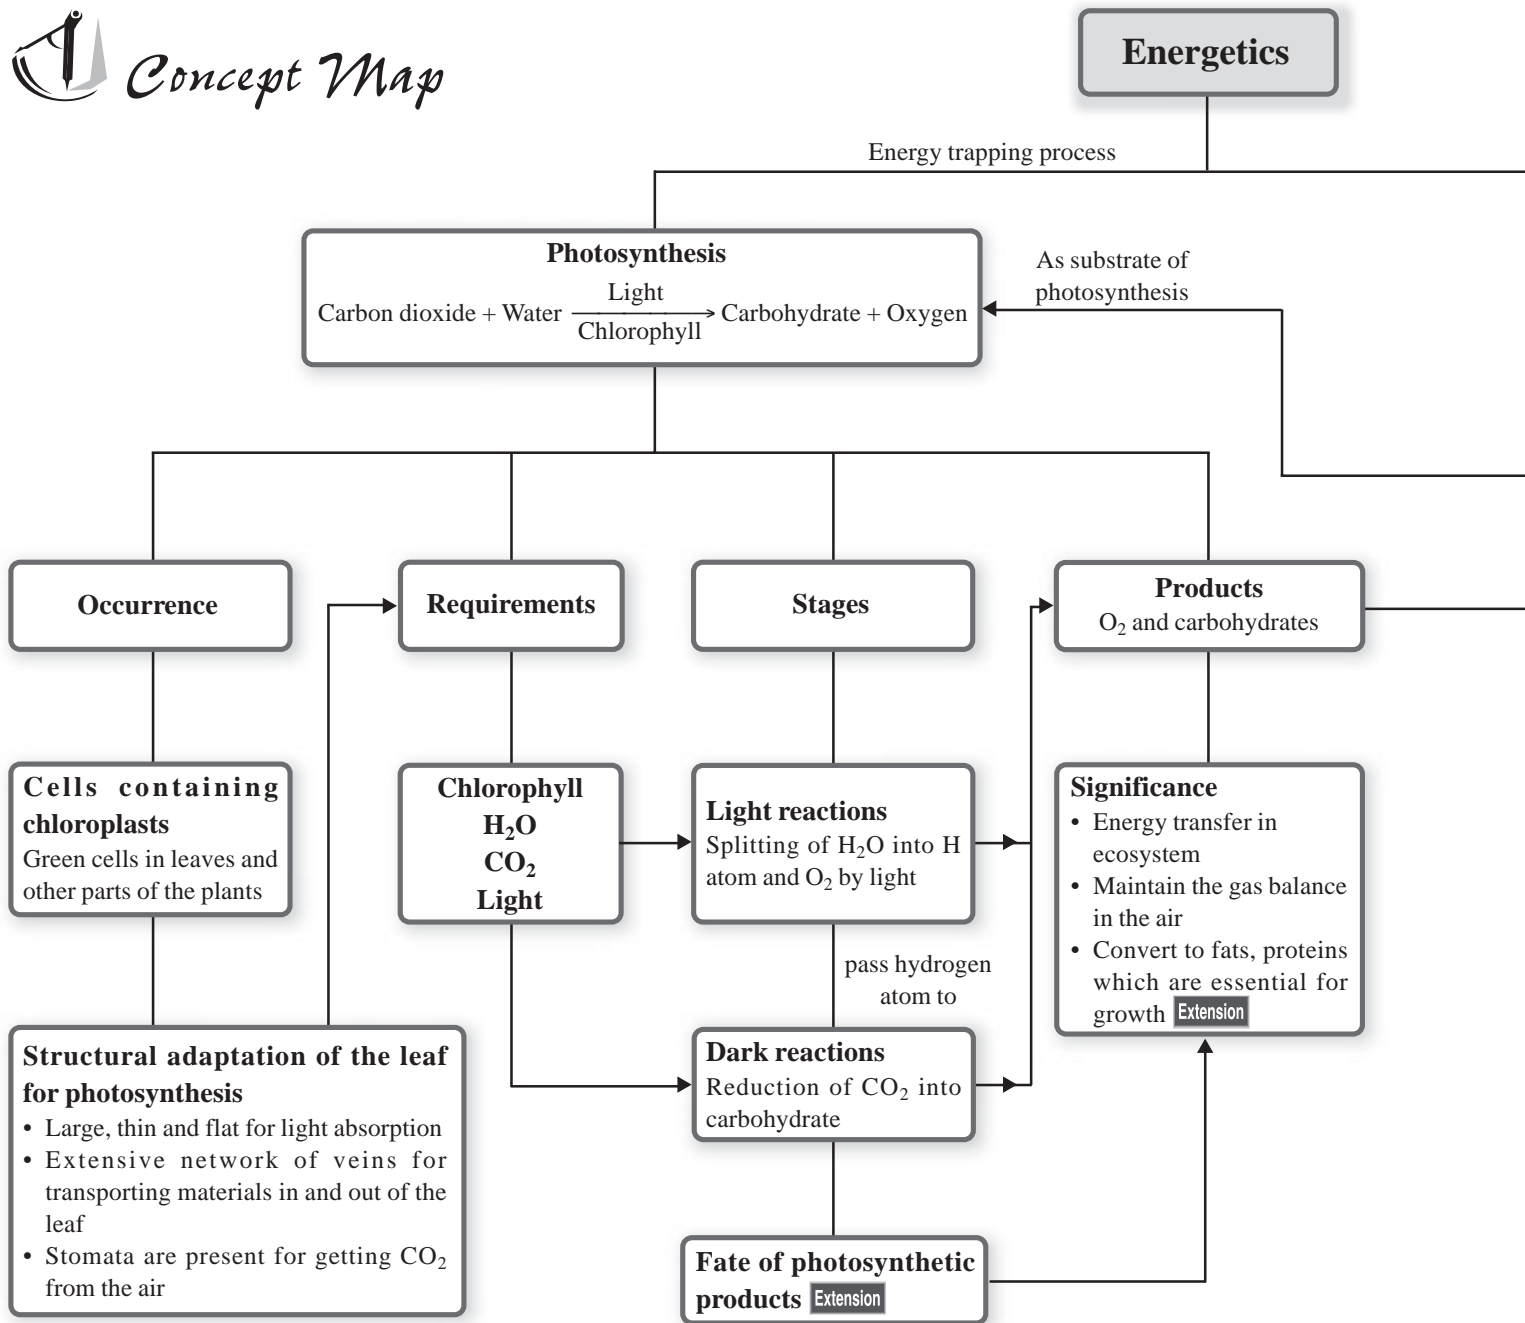 Concept Map
Energetics
Energy trapping process
Photosynthesis
Carbon dioxide + Water Light Chlorophyll Carbohydrate + Oxygen
As substrate of
photosynthesis
Occurrence
Requirements
Stages
Products
O₂ and carbohydrates
Cells containing
chloroplasts
Green cells in leaves and
other parts of the plants
Chlorophyll
H₂O
CO₂
Light
Light reactions
Splitting of H₂O into H
atom and O₂ by light
Significance
• Energy transfer in
ecosystem
• Maintain the gas balance
in the air
• Convert to fats, proteins
which are essential for
growth Extension
pass hydrogen
atom to
Structural adaptation of the leaf
for photosynthesis
• Large, thin and flat for light absorption
• Extensive network of veins for
transporting materials in and out of the
leaf
• Stomata are present for getting CO₂
from the air
Dark reactions
Reduction of CO₂ into
carbohydrate
Fate of photosynthetic
products Extension